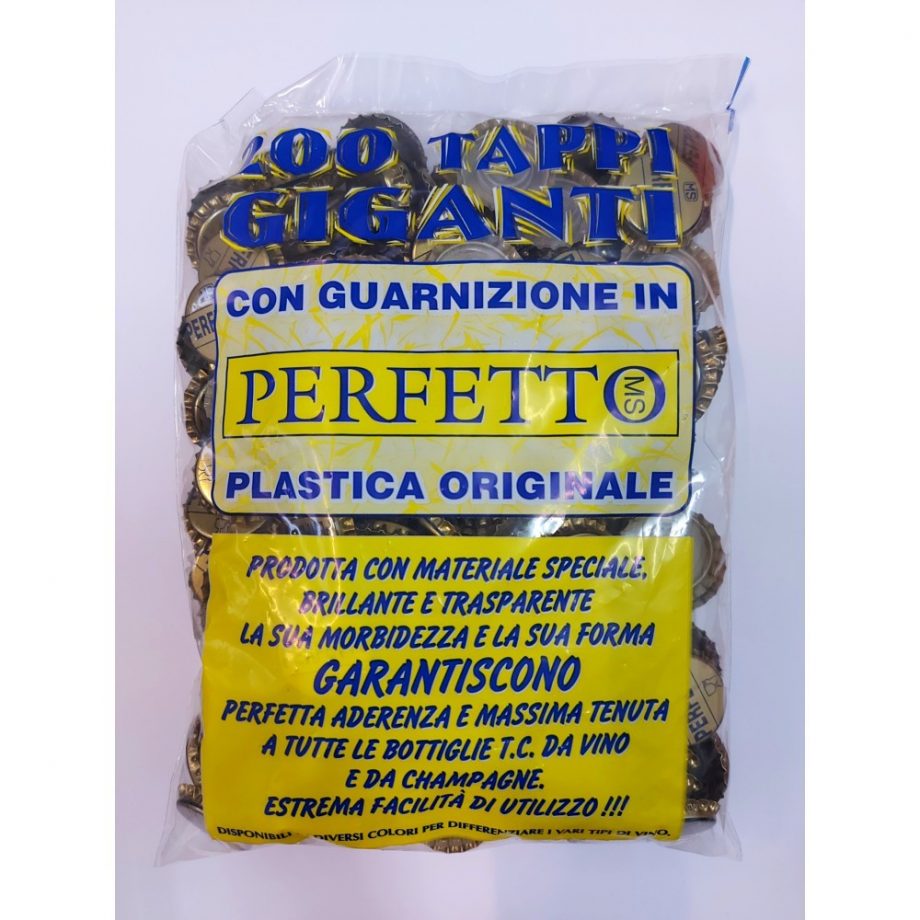 200 TAPPI
GIGANTI
CON GUARNIZIONE IN
PERFETTO
MS
PLASTICA ORIGINALE
PRODOTTA CON MATERIALE SPECIALE,
BRILLANTE E TRASPARENTE
LA SUA MORBIDEZZA E LA SUA FORMA
GARANTISCONO
PERFETTA ADERENZA E MASSIMA TENUTA
A TUTTE LE BOTTIGLIE T.C. DA VINO
E DA CHAMPAGNE.
ESTREMA FACILITÀ DI UTILIZZO !!!
DIVERSI COLORI PER DIFFERENZIARE I VARI TIPI DI VINO.